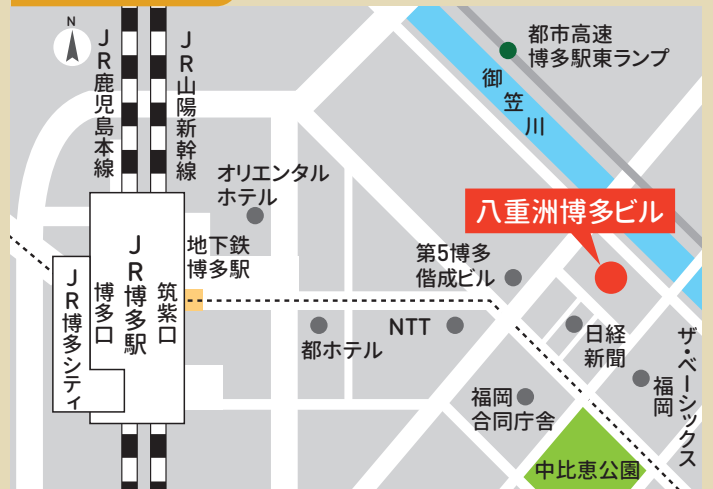 N
JR鹿児島本線
JR山陽新幹線
都市高速
博多駅東ランプ
御笠川
オリエンタル
ホテル
八重洲博多ビル
地下鉄
博多駅
第5博多
偕成ビル
JR博多シティ
博多口
JR博多駅
筑紫口
都ホテル
NTT
日経
新聞
ザ・ベーシックス
福岡
福岡
合同庁舎
中比恵公園